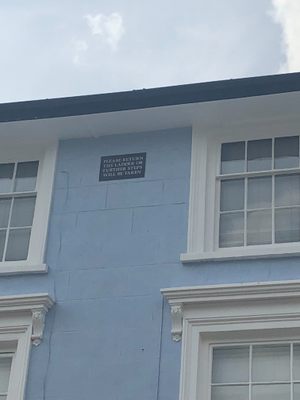 PLEASE RETURN
THE LADDER OR
FURTHER STEPS
WILL BE TAKEN